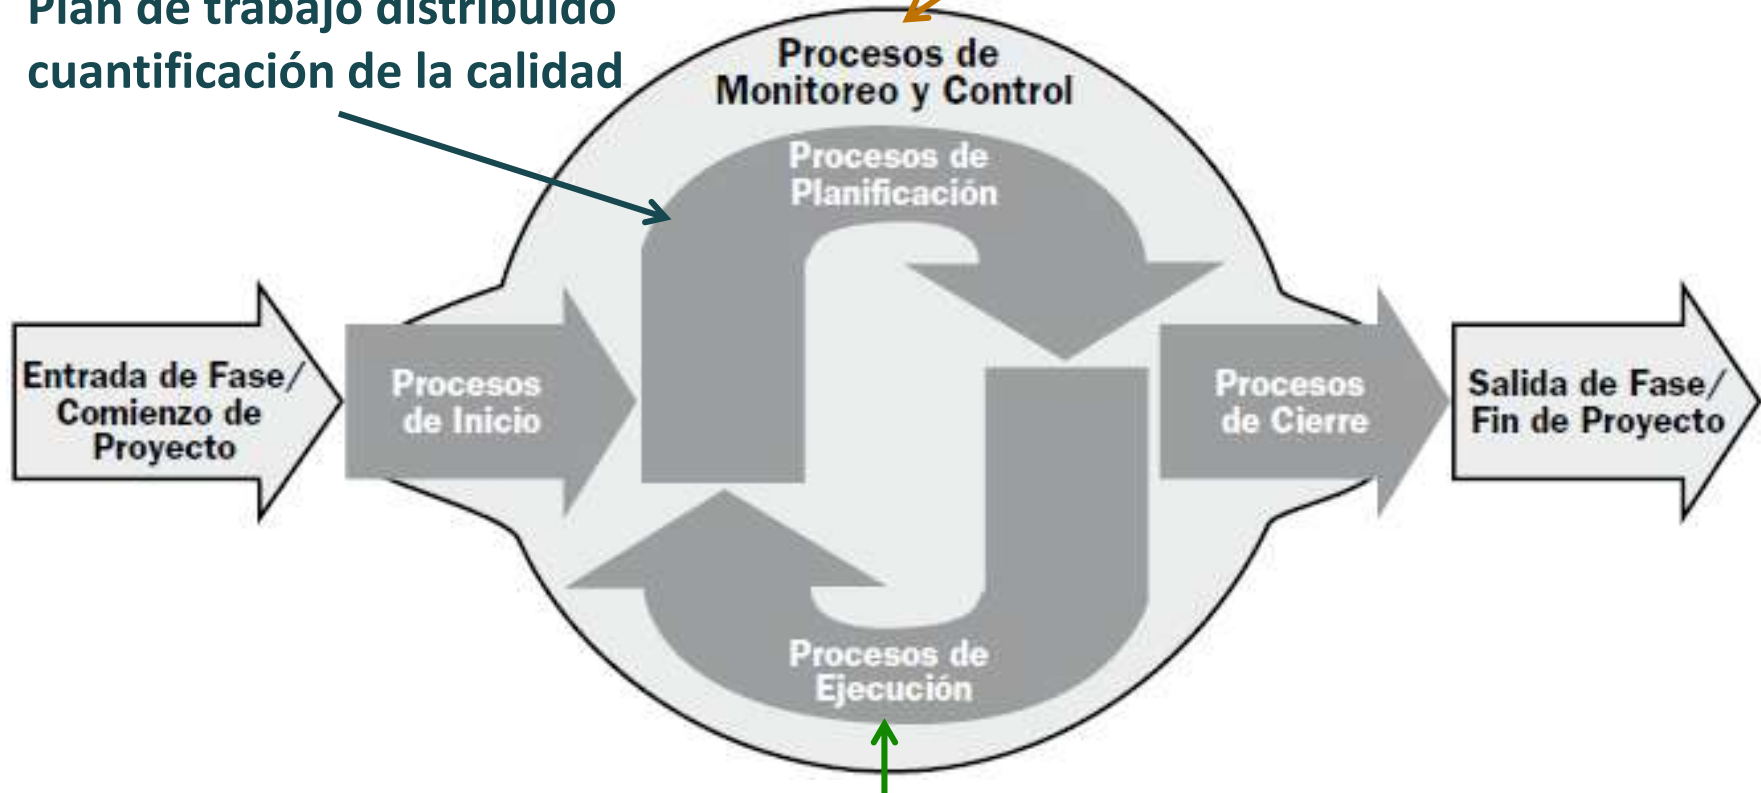 Plan de trabajo distribuido
cuantificación de la calidad
Procesos de
Monitoreo y Control
Procesos de
Planificación
Entrada de Fase/
Comienzo de
Proyecto
Procesos
de Inicio
Procesos
de Cierre
Salida de Fase/
Fin de Proyecto
Procesos de
Ejecución